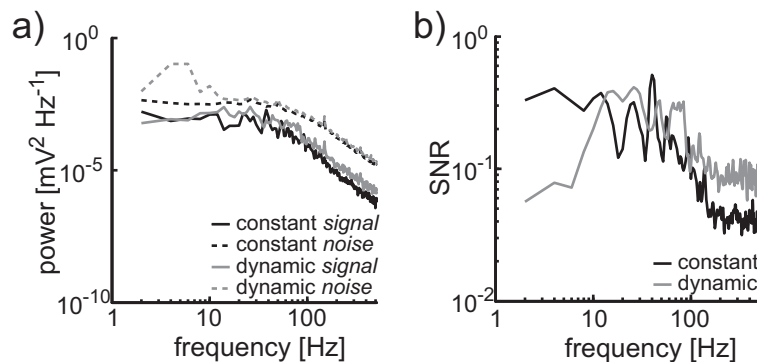 a)
10^0
10^-5
10^-10
power [mV^2 Hz^-1]
constant signal
constant noise
dynamic signal
dynamic noise
1
10
100
frequency [Hz]
b)
10^0
10^-1
10^-2
SNR
constant
dynamic
1
10
100
frequency [Hz]